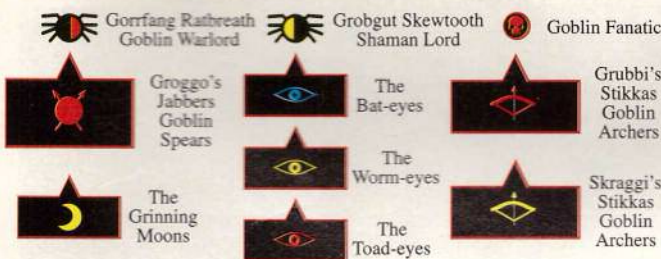 Gorrfang Ratbreath
Goblin Warlord
Grobgut Skewtooth
Shaman Lord
Goblin Fanatic
Groggo's
Jabbers
Goblin
Spears
The
Bat-eyes
Grubbi's
Stikkas
Goblin
Archers
The
Grinning
Moons
The
Worm-eyes
The
Toad-eyes
Skraggi's
Stikkas
Goblin
Archers